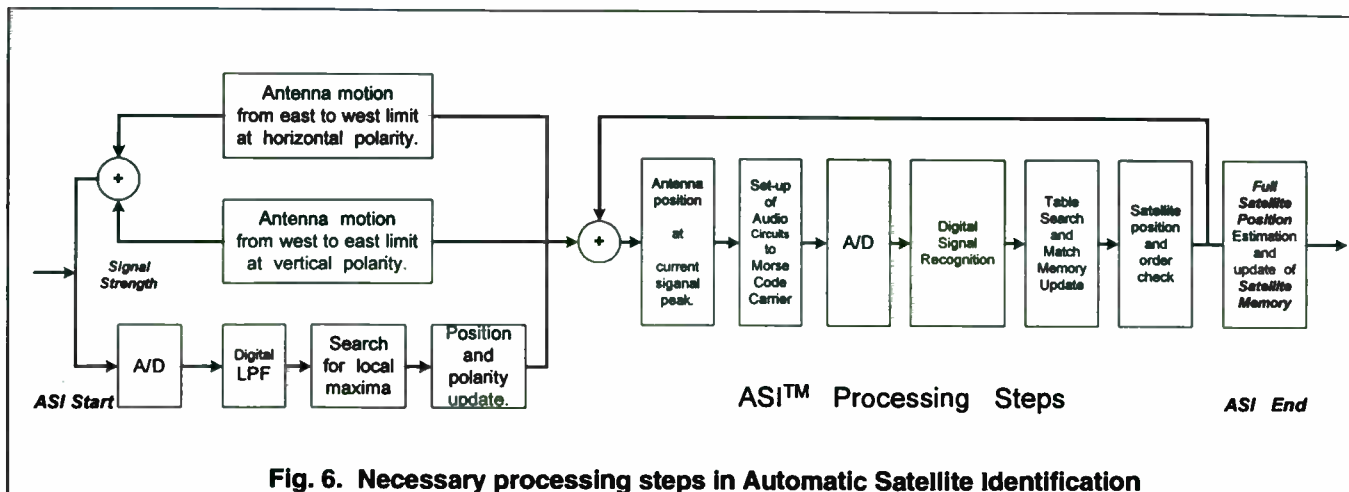 Antenna motion
from east to west limit
at horizontal polarity.
+
Antenna motion
from west to east limit
at vertical polarity.
Signal
Strength
A/D
Digital
LPF
Search
for local
maxima
Position
and
polarity
update.
ASI Start
+
Antenna
position
at
current
siganal
peak.
Set-up
of
Audio
Circuits
to
Morse
Code
Carrier
A/D
Digital
Signal
Recognition
Table
Search
and
Match
Memory
Update
Satellite
position
and
order
check
Full
Satellite
Position
Estimation
and
update of
Satellite
Memory
ASI™ Processing Steps
ASI End
Fig. 6. Necessary processing steps in Automatic Satellite Identification